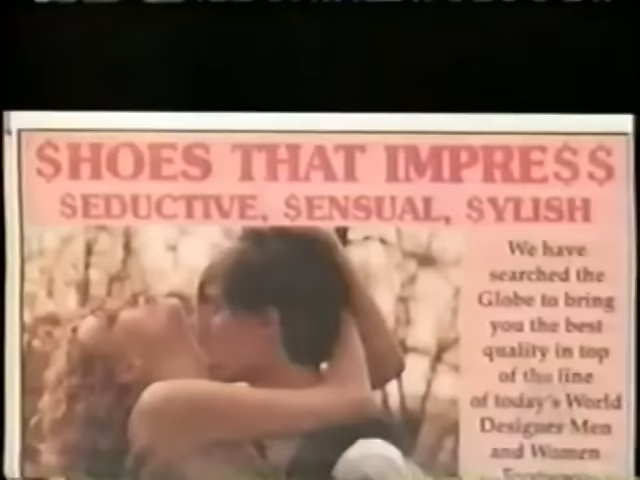 $HOES THAT IMPRE$$
$EDUCTIVE, $ENSUAL, $YLISH
We have
searched the
Globe to bring
you the best
quality in top
of the line
of today's World
Designer Men
and Women